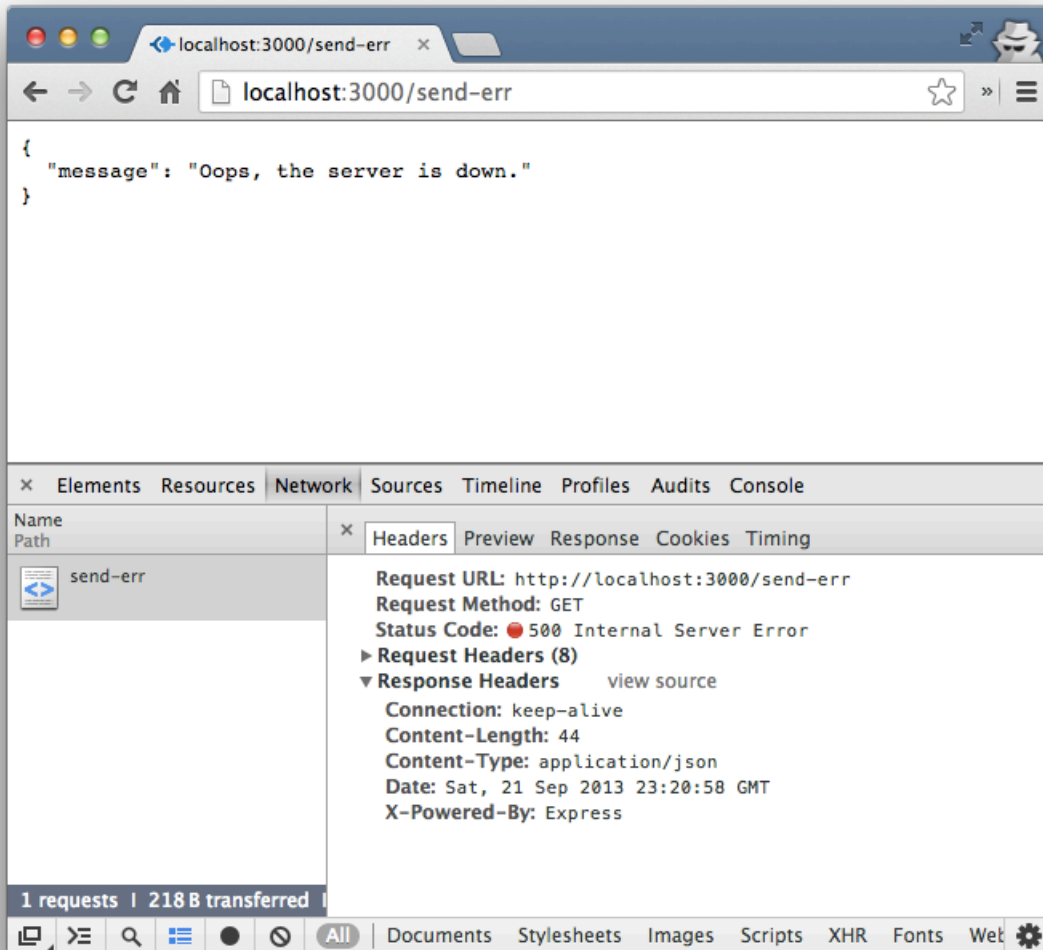 localhost:3000/send-err ×
localhost:3000/send-err »
{
"message": "Oops, the server is down."
}
× Elements Resources Network Sources Timeline Profiles Audits Console
Name
Path
send-err
× Headers Preview Response Cookies Timing
Request URL: http://localhost:3000/send-err
Request Method: GET
Status Code: 500 Internal Server Error
Request Headers (8)
Response Headers view source
Connection: keep-alive
Content-Length: 44
Content-Type: application/json
Date: Sat, 21 Sep 2013 23:20:58 GMT
X-Powered-By: Express
1 requests | 218 B transferred |
All | Documents Stylesheets Images Scripts XHR Fonts Web